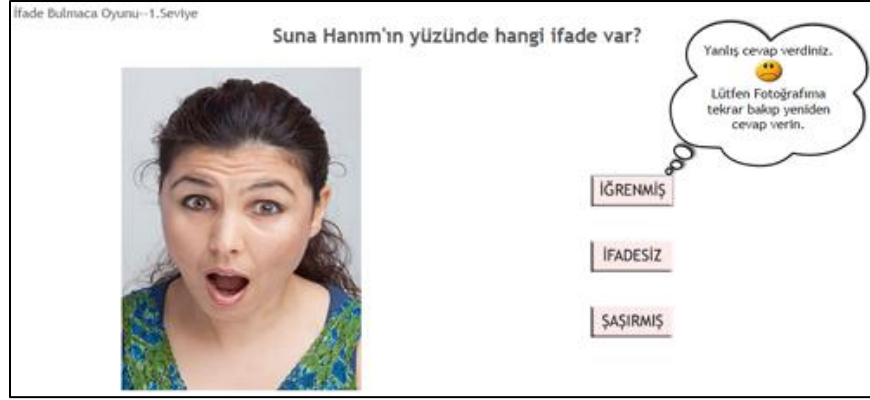 İfade Bulmaca Oyunu--1.Seviye
Suna Hanım'ın yüzünde hangi ifade var?
Yanlış cevap verdiniz.
Lütfen Fotoğrafıma
tekrar bakıp yeniden
cevap verin.
İĞRENMİŞ
İFADESİZ
ŞAŞIRMIŞ